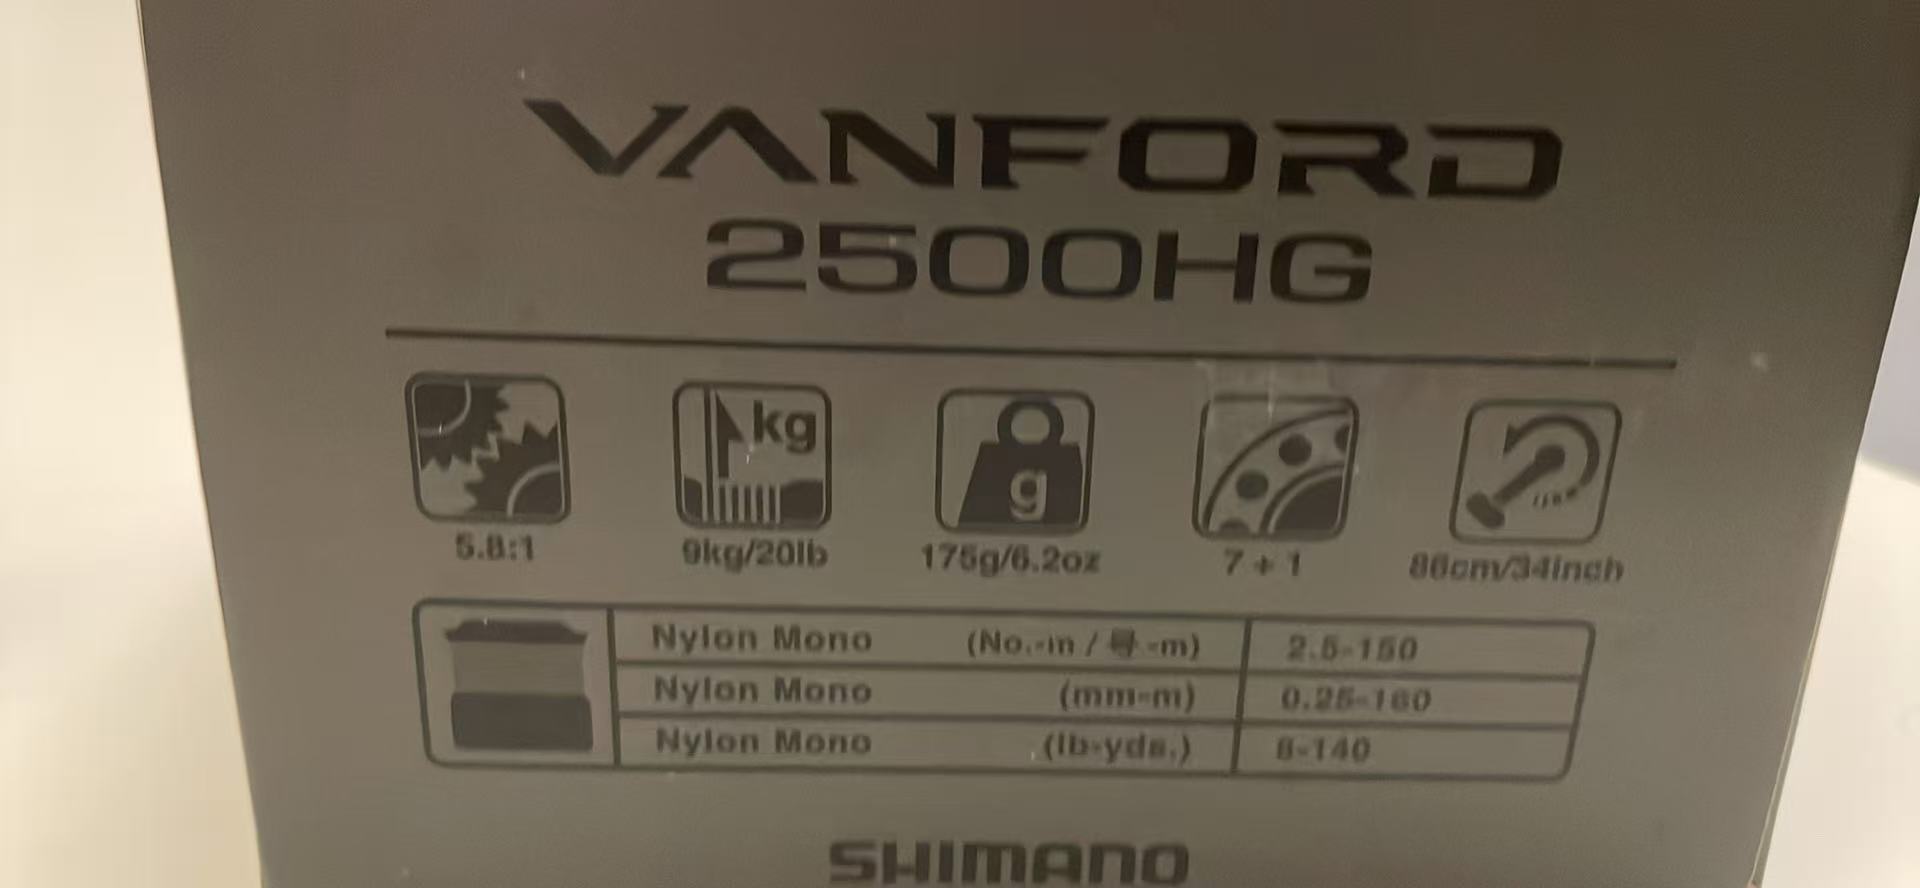 VANFORD
2500HG
kg
g
5.8:1 9kg/20lb 175g/6.2oz 7+1 86cm/34inch
Nylon Mono (No.-m / 号-m) 2.5-150
Nylon Mono (mm-m) 0.25-160
Nylon Mono (lb-yds.) 8-140
SHIMANO